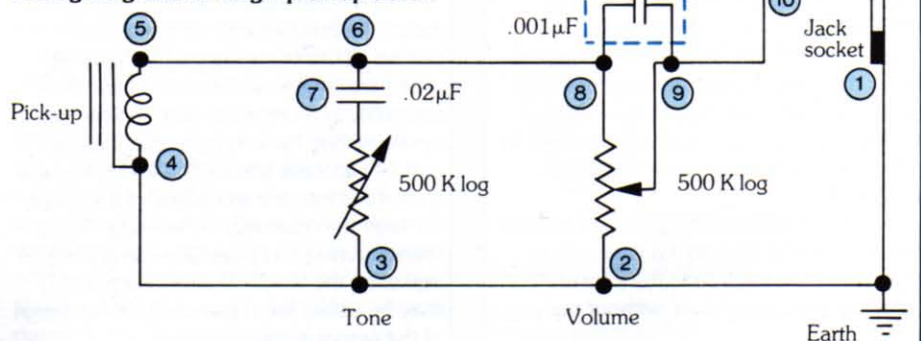 5
6
.001µF
10
Jack
socket
7
.02µF
8
9
1
Pick-up
4
500 K log
500 K log
3
2
Tone
Volume
Earth